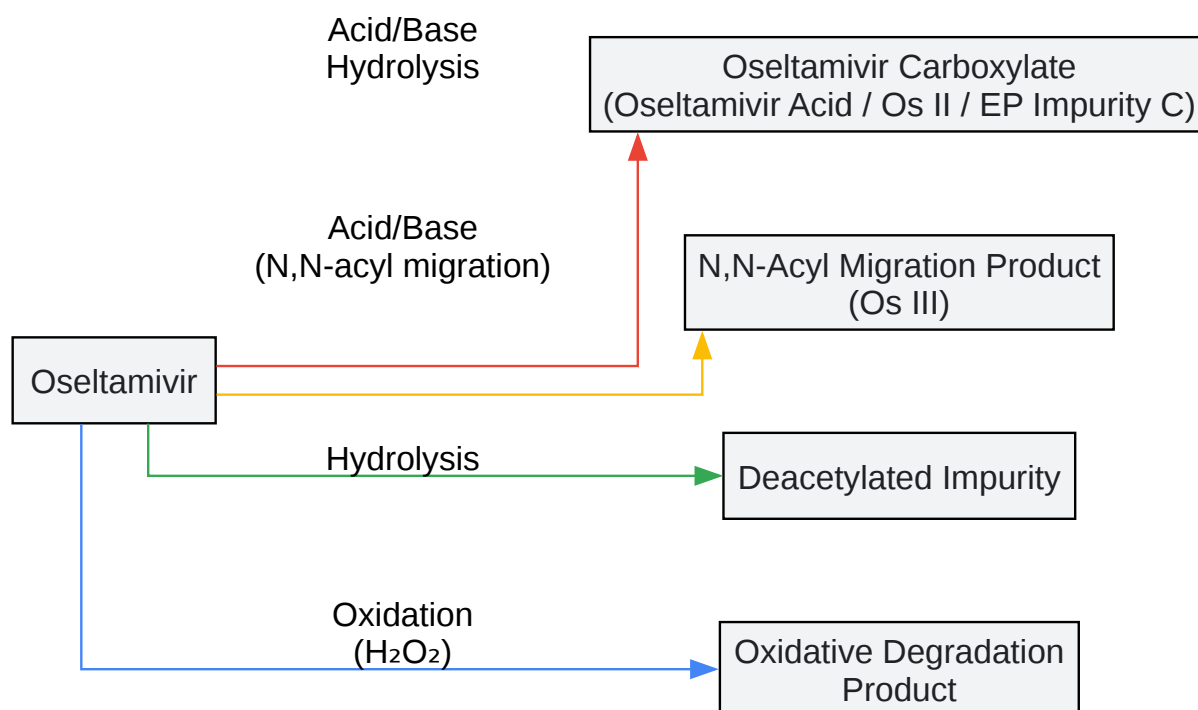 Acid/Base
Hydrolysis
Oseltamivir Carboxylate
(Oseltamivir Acid / Os II / EP Impurity C)
Acid/Base
(N,N-acyl migration)
N,N-Acyl Migration Product
(Os III)
Oseltamivir
Hydrolysis
Deacetylated Impurity
Oxidation
(H₂O₂)
Oxidative Degradation
Product